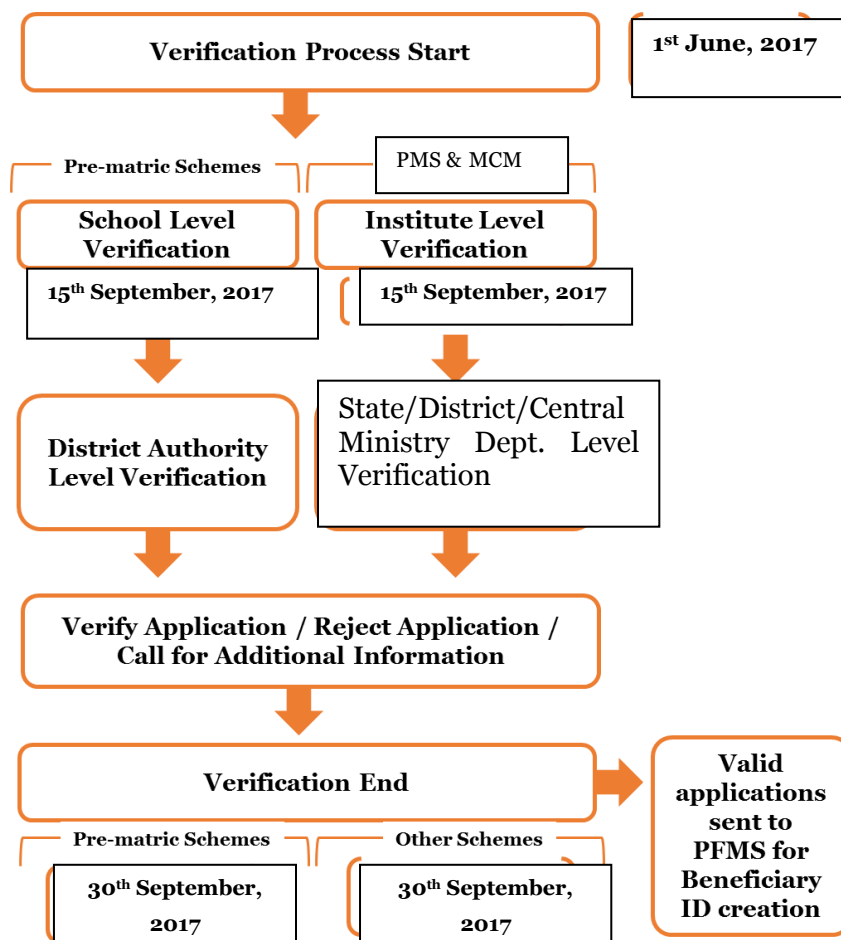 Verification Process Start
1st June, 2017
Pre-matric Schemes
PMS & MCM
School Level
Verification
Institute Level
Verification
15th September, 2017
15th September, 2017
District Authority
Level Verification
State/District/Central
Ministry Dept. Level
Verification
Verify Application / Reject Application /
Call for Additional Information
Verification End
Valid
applications
sent to
PFMS for
Beneficiary
ID creation
Pre-matric Schemes
Other Schemes
30th September,
2017
30th September,
2017